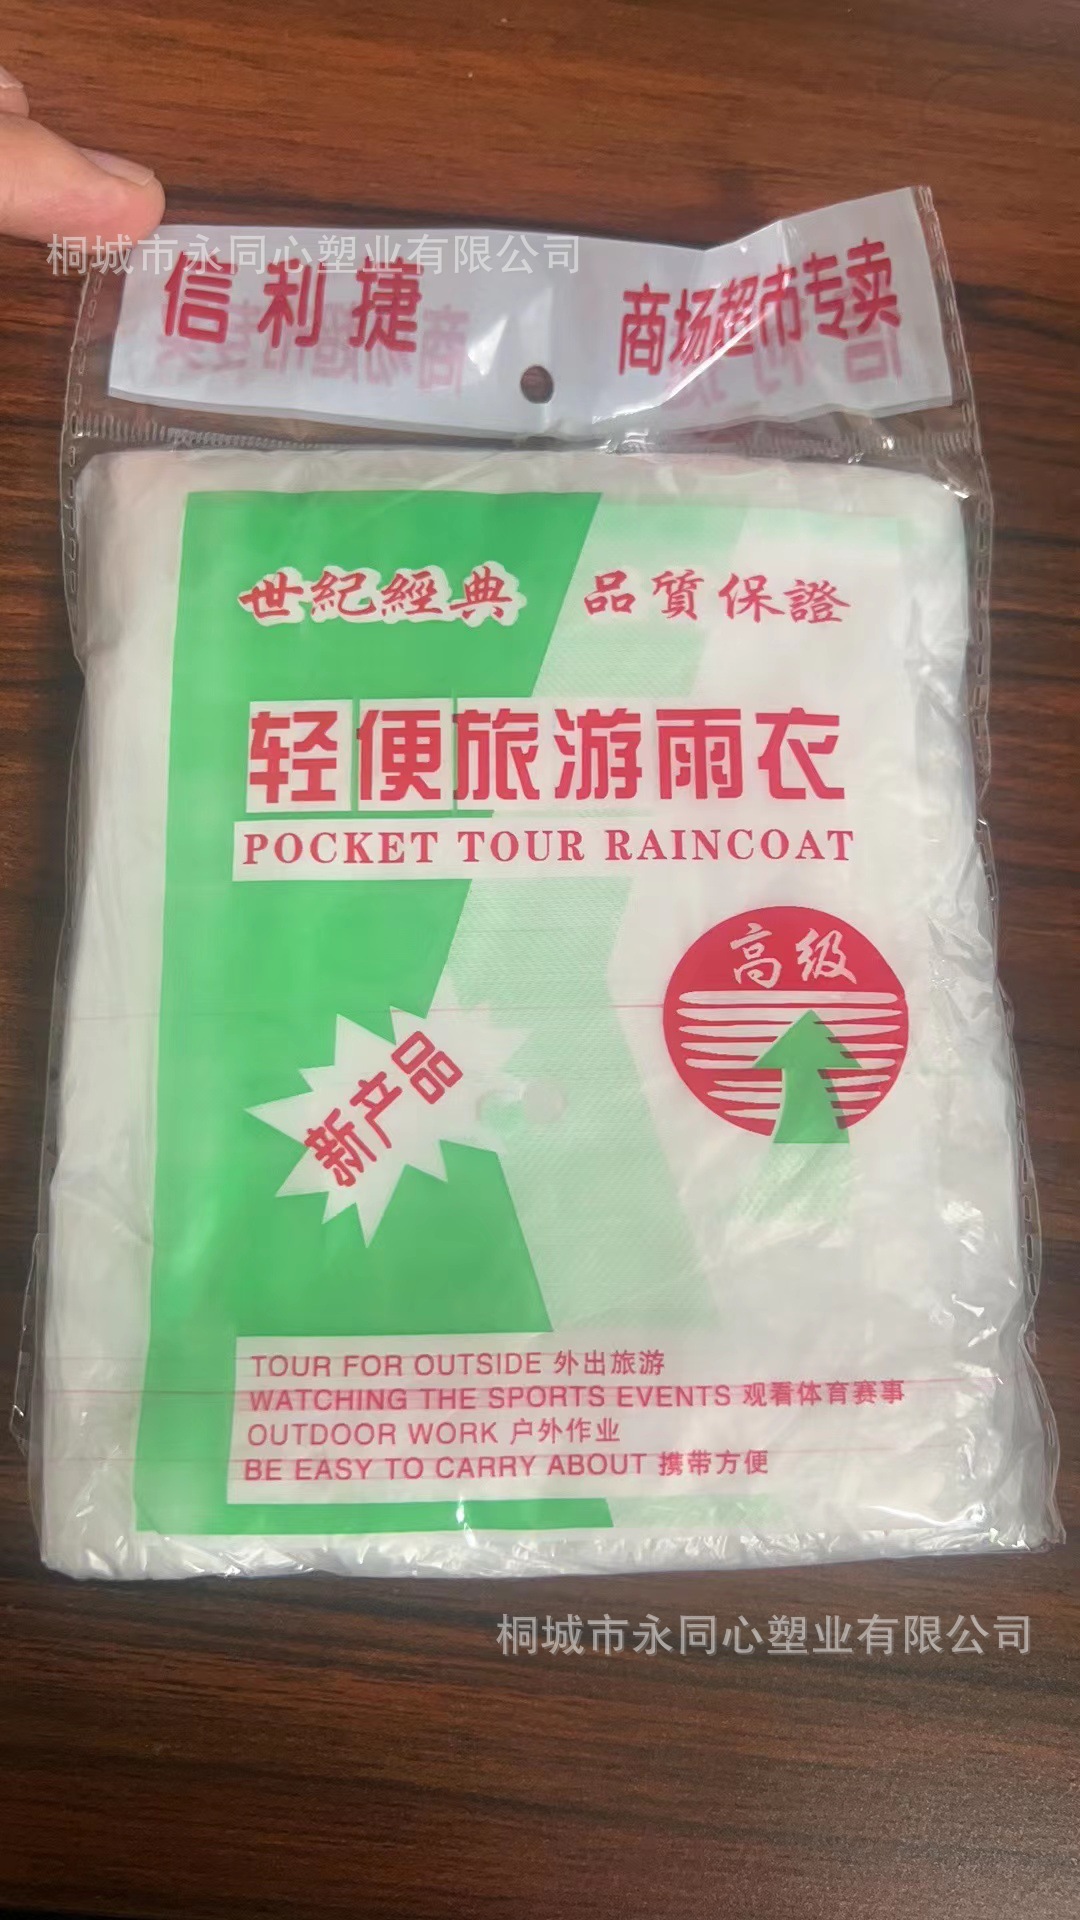 桐城市永同心塑业有限公司
信利捷 商场超市专卖
世紀經典 品質保證
轻便旅游雨衣
POCKET TOUR RAINCOAT
高级
新产品
TOUR FOR OUTSIDE 外出旅游
WATCHING THE SPORTS EVENTS 观看体育赛事
OUTDOOR WORK 户外作业
BE EASY TO CARRY ABOUT 携带方便
桐城市永同心塑业有限公司